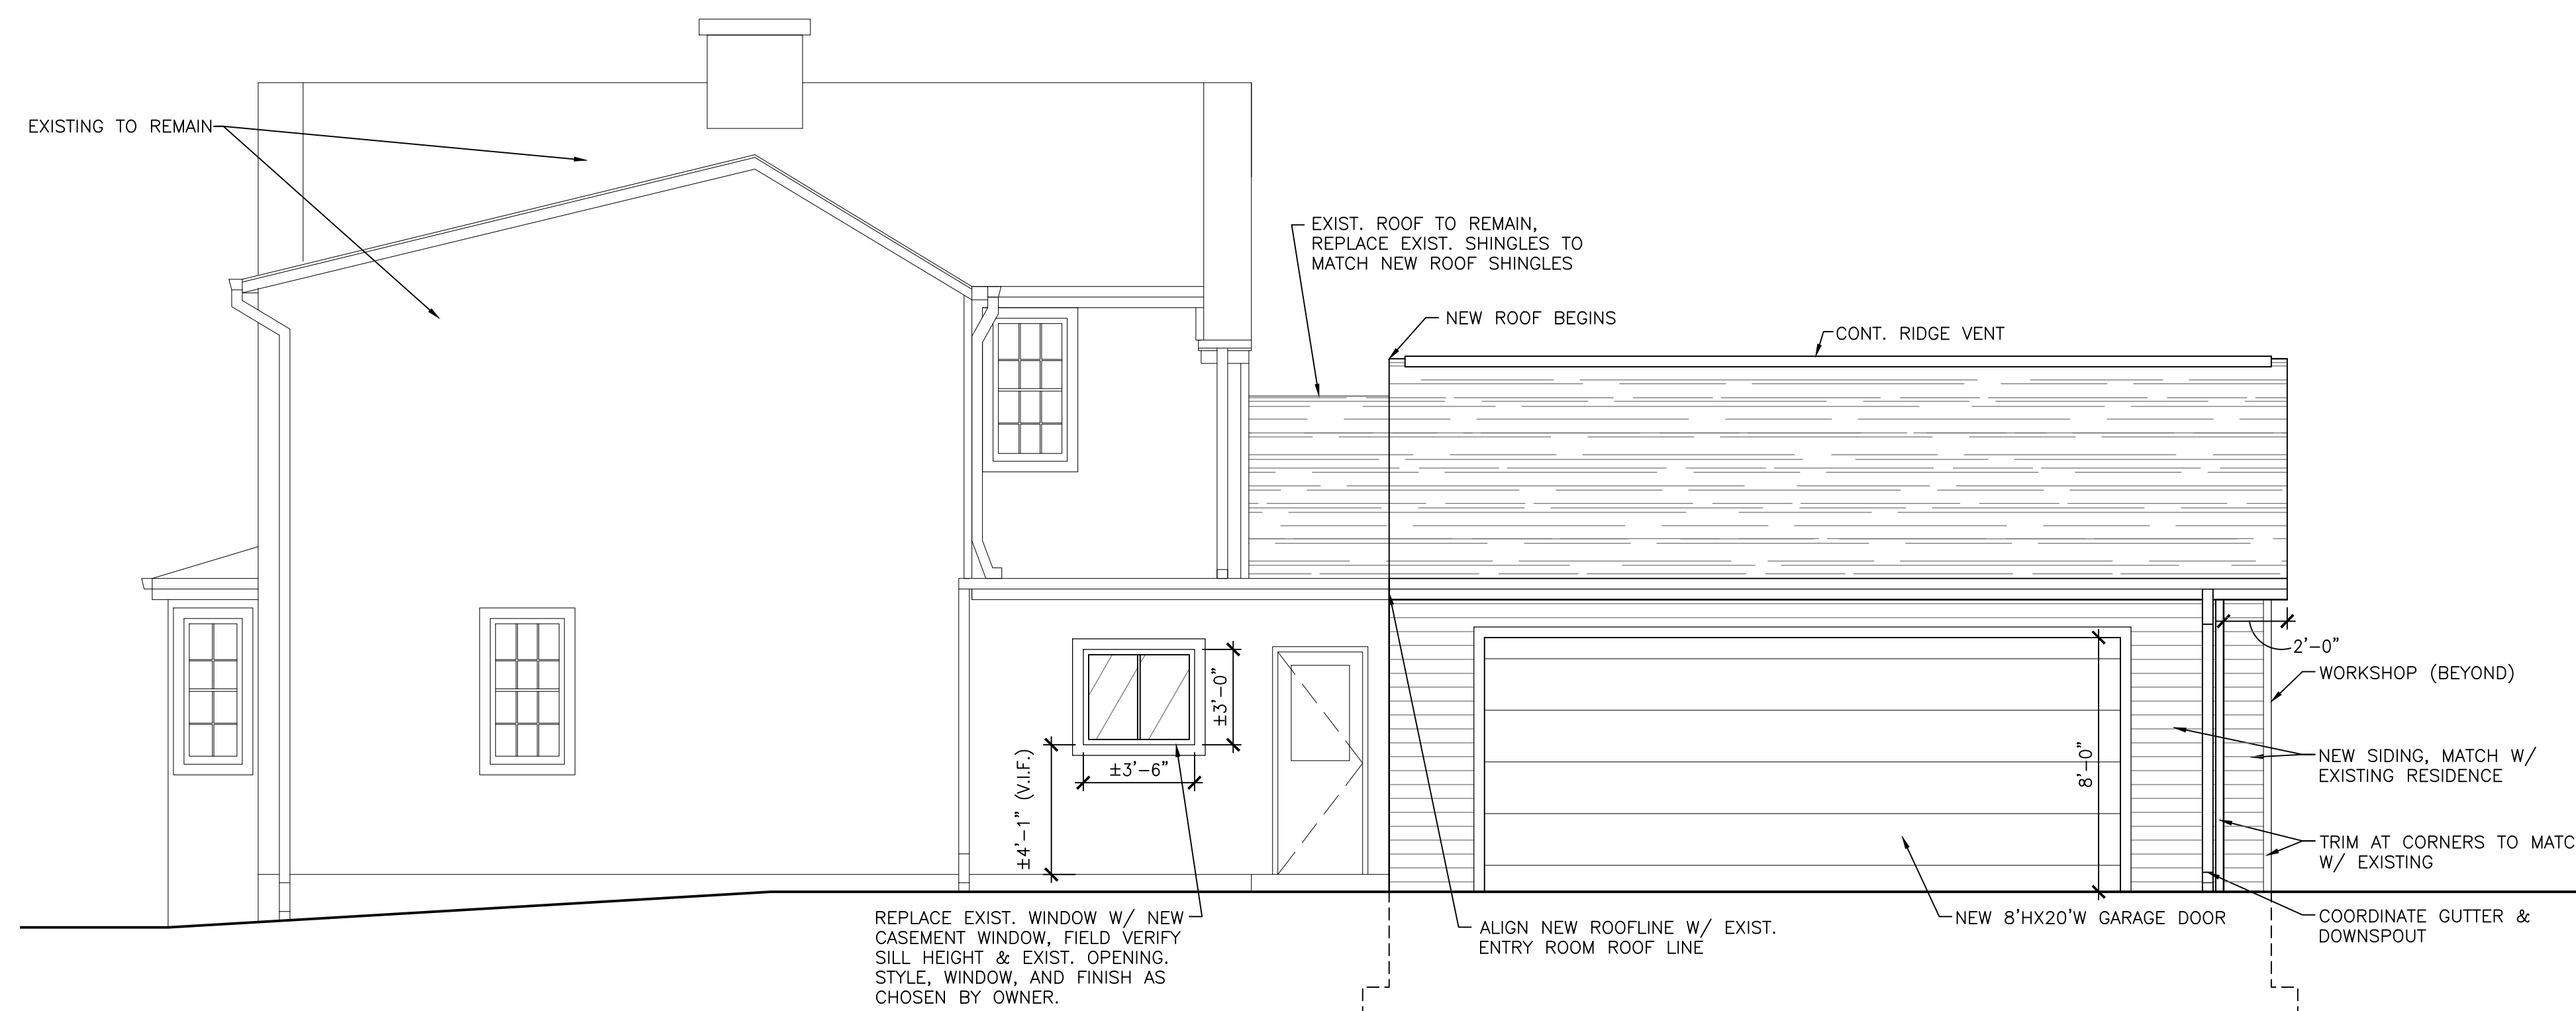 EXISTING TO REMAIN
EXIST. ROOF TO REMAIN,
REPLACE EXIST. SHINGLES TO
MATCH NEW ROOF SHINGLES
NEW ROOF BEGINS
CONT. RIDGE VENT
2'-0"
WORKSHOP (BEYOND)
±3'-0"
±3'-6"
±4'-1" (V.I.F.)
8'-0"
NEW SIDING, MATCH W/
EXISTING RESIDENCE
TRIM AT CORNERS TO MATC
W/ EXISTING
REPLACE EXIST. WINDOW W/ NEW
CASEMENT WINDOW, FIELD VERIFY
SILL HEIGHT & EXIST. OPENING.
STYLE, WINDOW, AND FINISH AS
CHOSEN BY OWNER.
ALIGN NEW ROOFLINE W/ EXIST.
ENTRY ROOM ROOF LINE
NEW 8'HX20'W GARAGE DOOR
COORDINATE GUTTER &
DOWNSPOUT